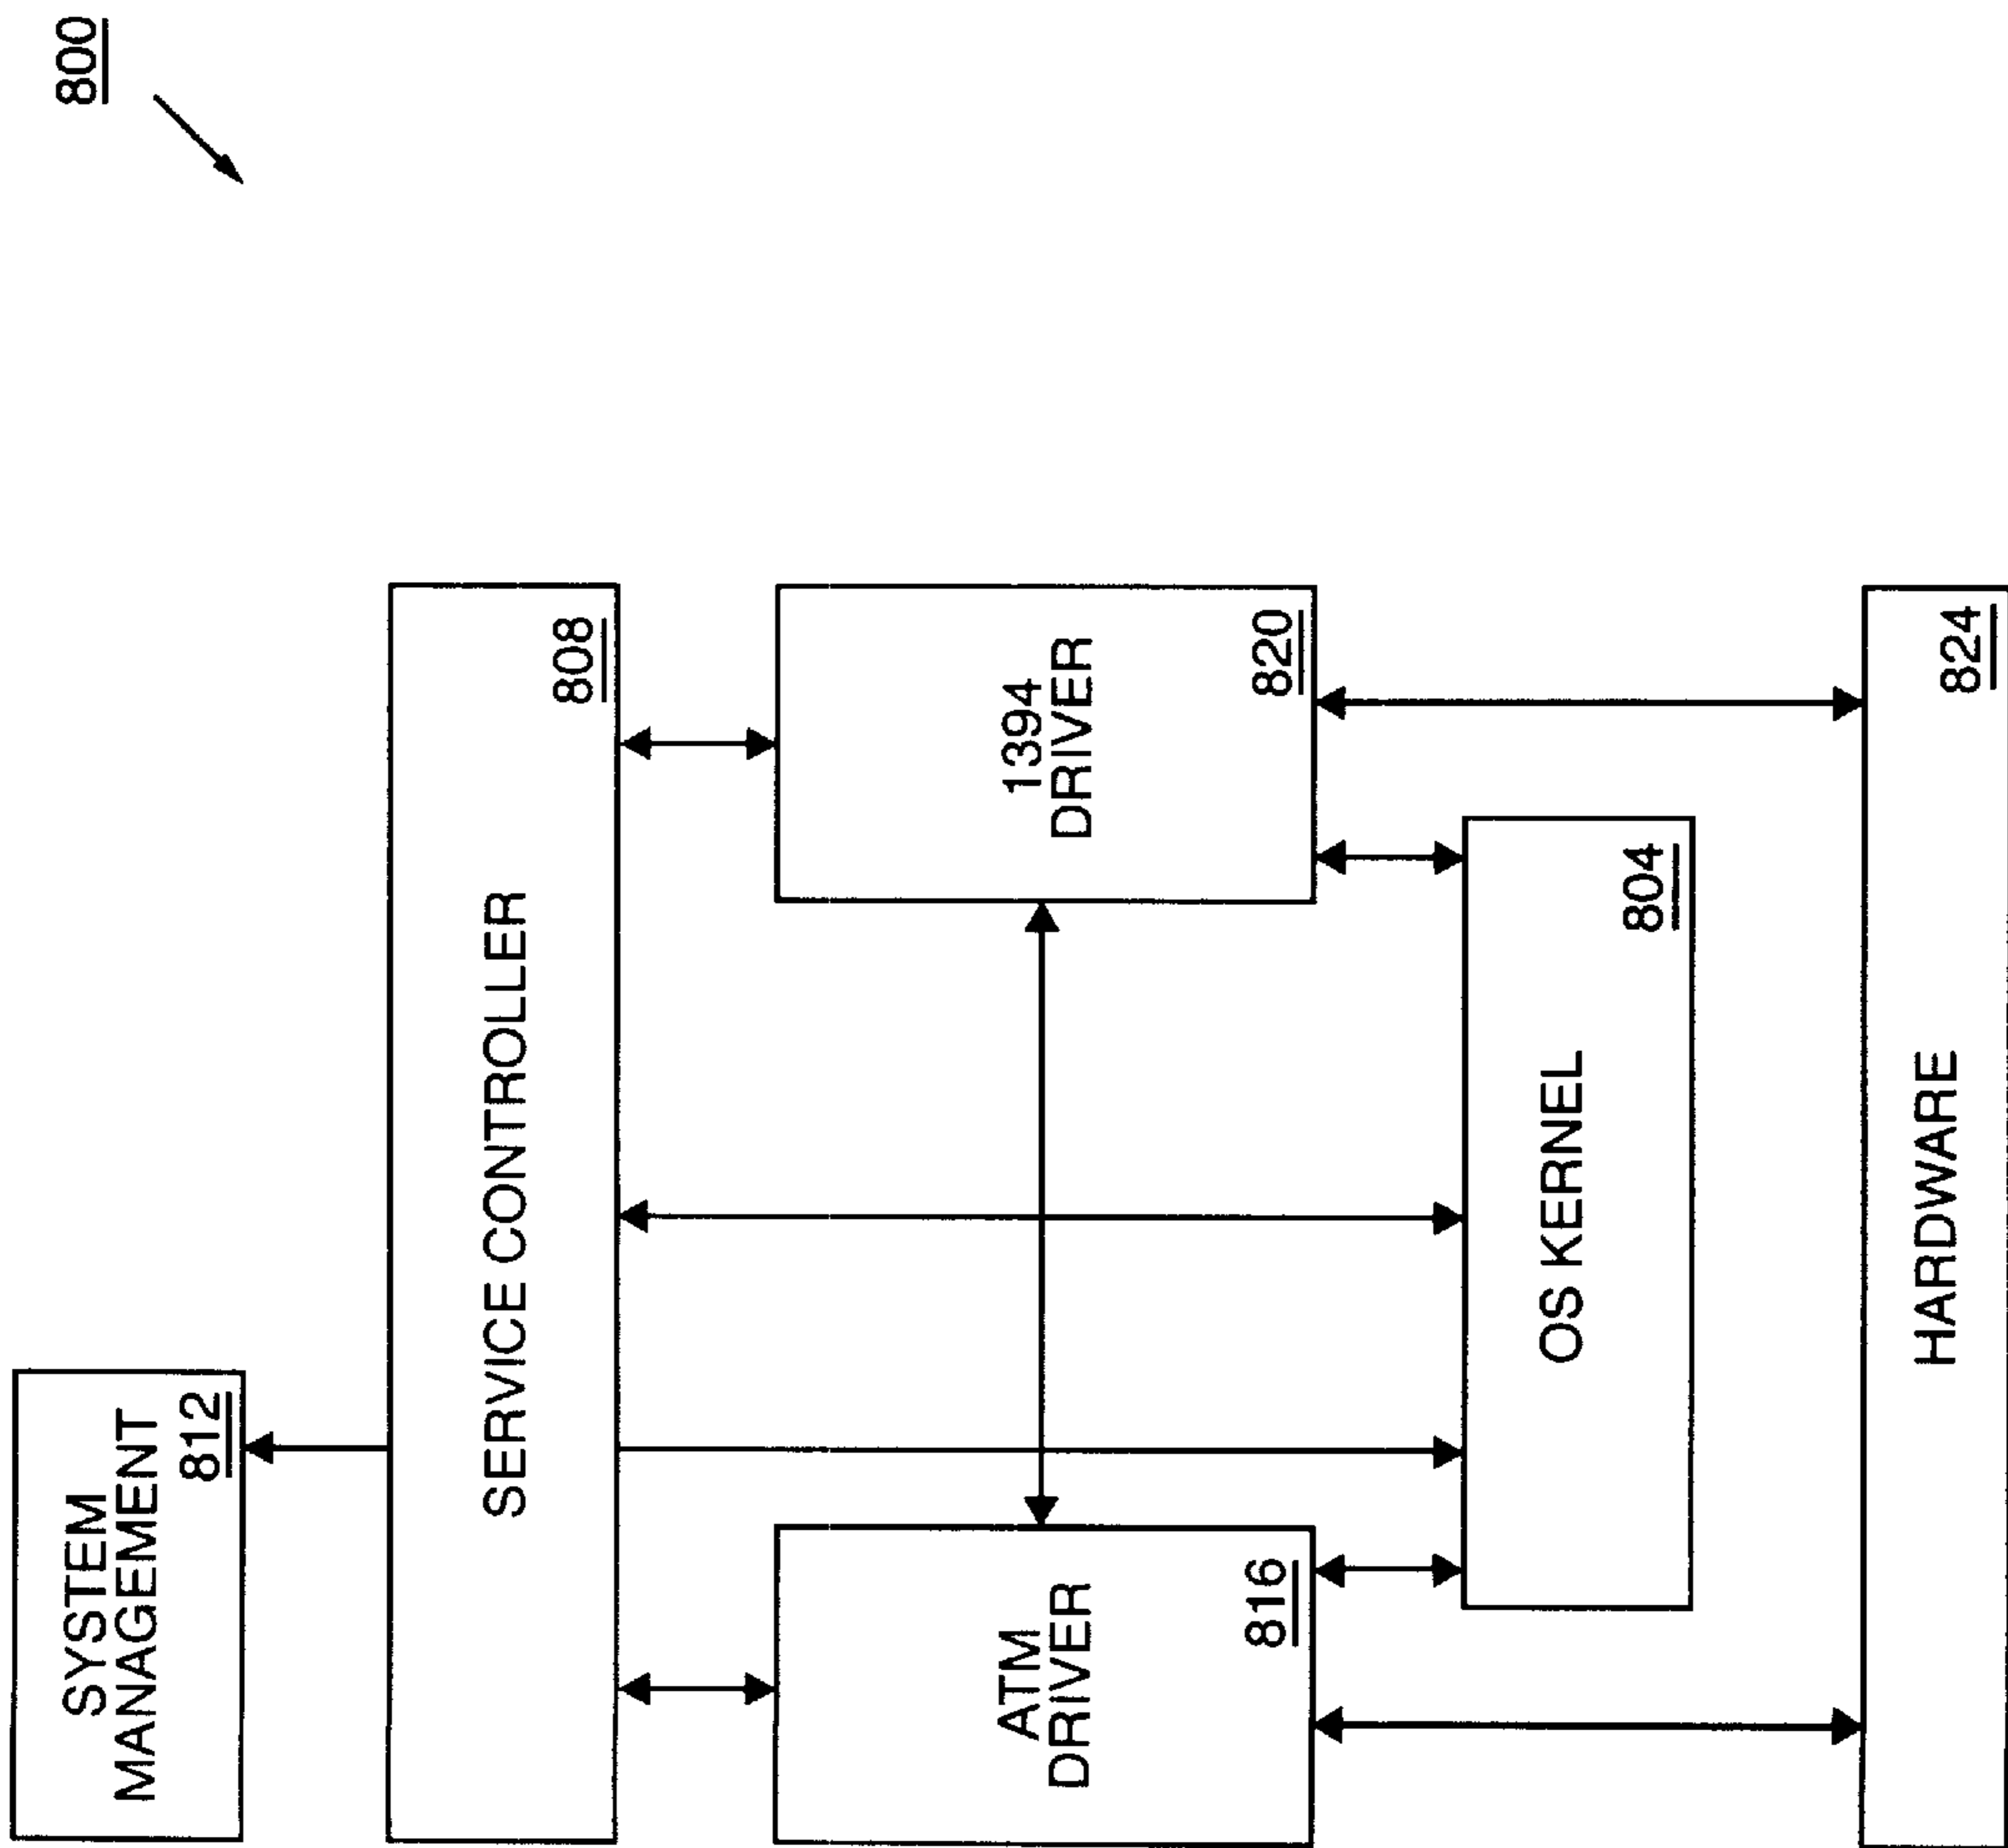 800
SYSTEM
MANAGEMENT
812
SERVICE CONTROLLER
808
ATM
DRIVER
816
1394
DRIVER
820
OS KERNEL
804
HARDWARE
824